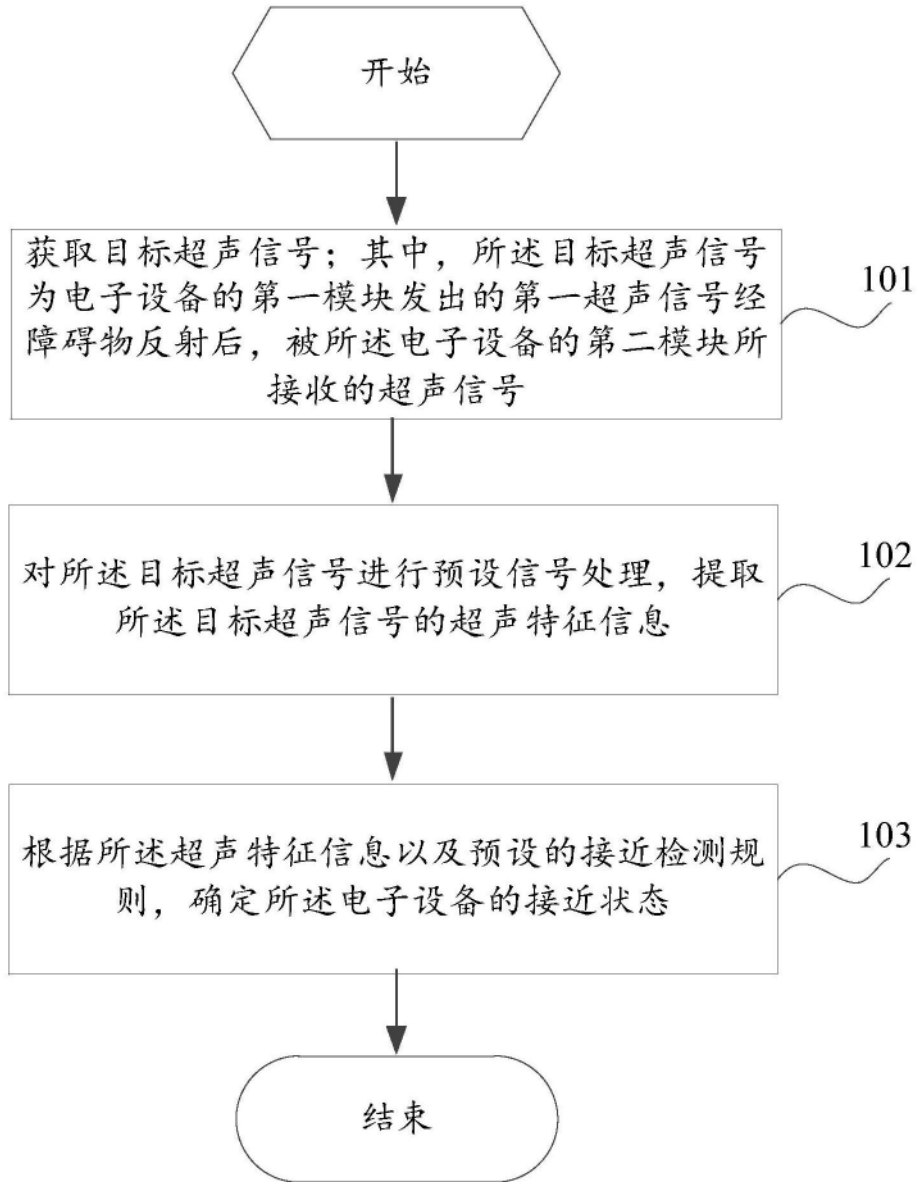 开始
获取目标超声信号；其中，所述目标超声信号
为电子设备的第一模块发出的第一超声信号经
障碍物反射后，被所述电子设备的第二模块所
接收的超声信号
101
对所述目标超声信号进行预设信号处理，提取
所述目标超声信号的超声特征信息
102
根据所述超声特征信息以及预设的接近检测规
则，确定所述电子设备的接近状态
103
结束